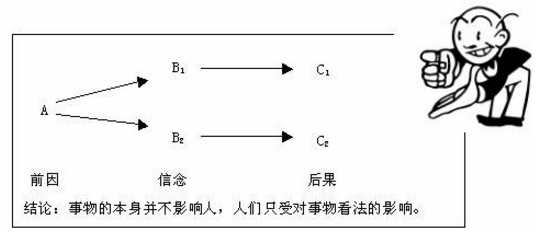 B₁ C₁
A
B₂ C₂
前因 信念 后果
结论：事物的本身并不影响人，人们只受对事物看法的影响。